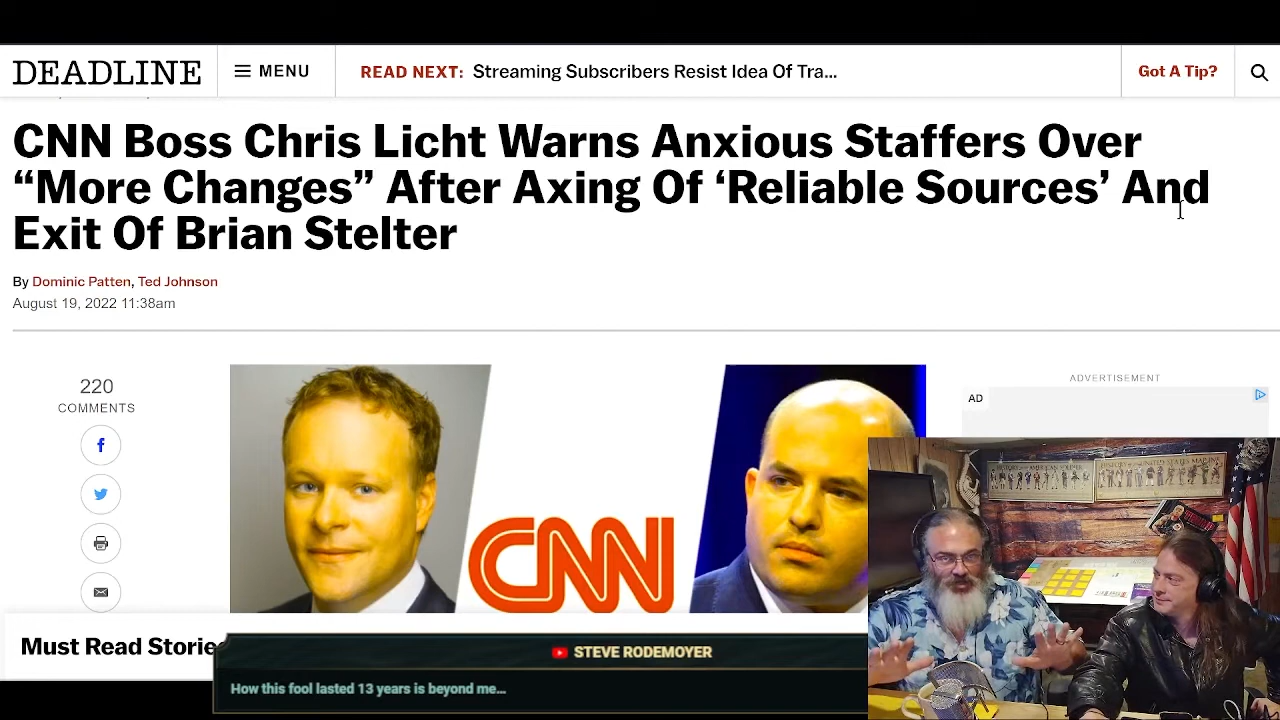 DEADLINE
MENU
READ NEXT: Streaming Subscribers Resist Idea Of Tra...
Got A Tip?
CNN Boss Chris Licht Warns Anxious Staffers Over
“More Changes” After Axing Of ‘Reliable Sources’ And
Exit Of Brian Stelter
By Dominic Patten, Ted Johnson
August 19, 2022 11:38am
220
COMMENTS
ADVERTISEMENT
AD
CNN
Must Read Storie
STEVE RODEMOYER
How this fool lasted 13 years is beyond me...